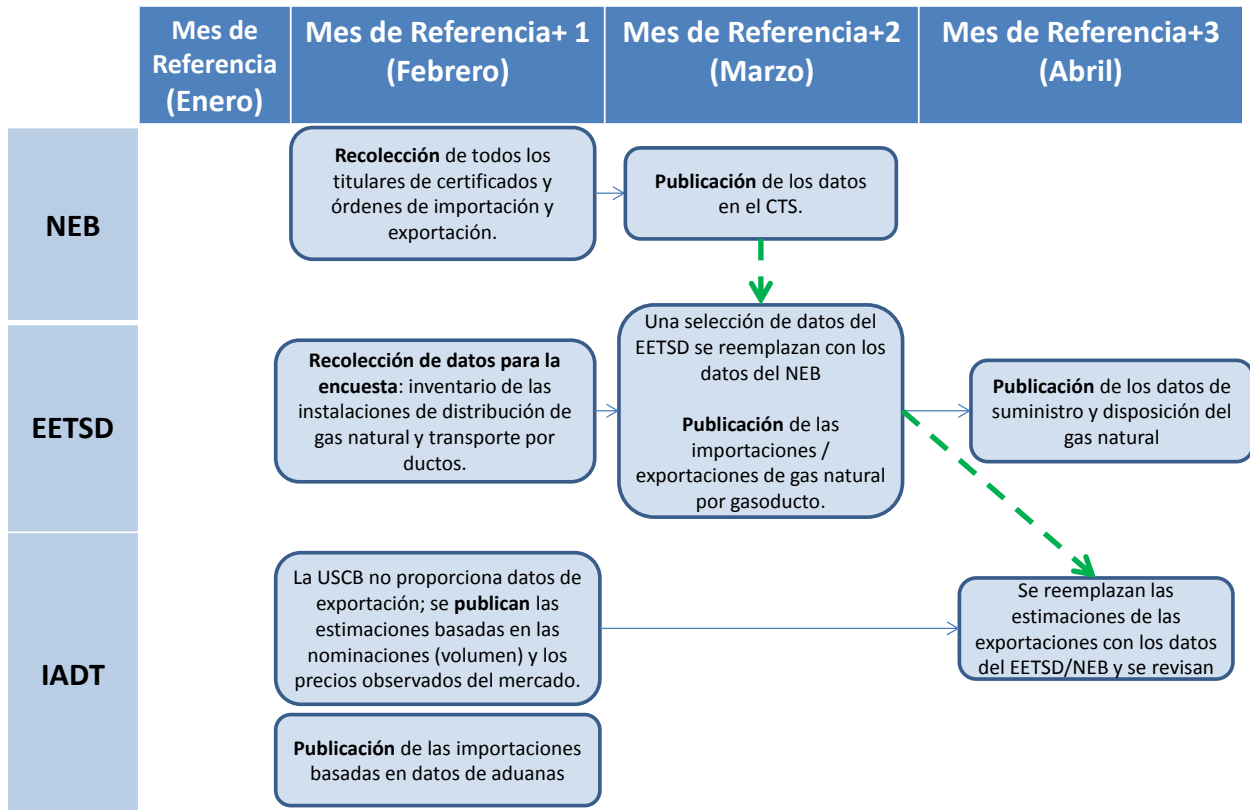 Mes de
Referencia
(Enero)
Mes de Referencia+ 1
(Febrero)
Mes de Referencia+2
(Marzo)
Mes de Referencia+3
(Abril)
NEB
Recolección de todos los
titulares de certificados y
órdenes de importación y
exportación.
Publicación de los datos
en el CTS.
EETSD
Recolección de datos para la
encuesta: inventario de las
instalaciones de distribución de
gas natural y transporte por
ductos.
Una selección de datos del
EETSD se reemplazan con los
datos del NEB
Publicación de las
importaciones /
exportaciones de gas natural
por gasoducto.
Publicación de los datos de
suministro y disposición del
gas natural
IADT
La USCB no proporciona datos de
exportación; se publican las
estimaciones basadas en las
nominaciones (volumen) y los
precios observados del mercado.
Se reemplazan las
estimaciones de las
exportaciones con los datos
del EETSD/NEB y se revisan
Publicación de las importaciones
basadas en datos de aduanas